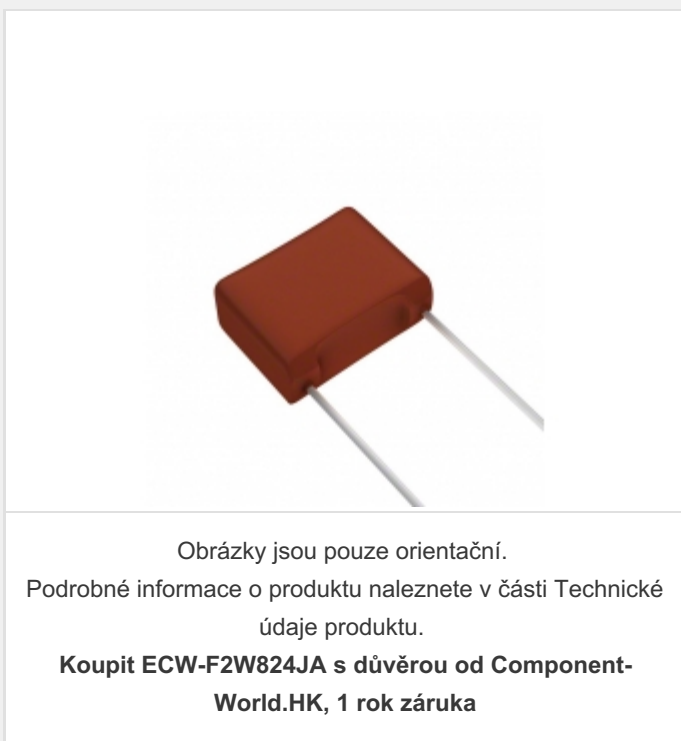 Obrázky jsou pouze orientační.
Podrobné informace o produktu naleznete v části Technické
údaje produktu.
Koupit ECW-F2W824JA s důvěrou od Component-
World.HK, 1 rok záruka